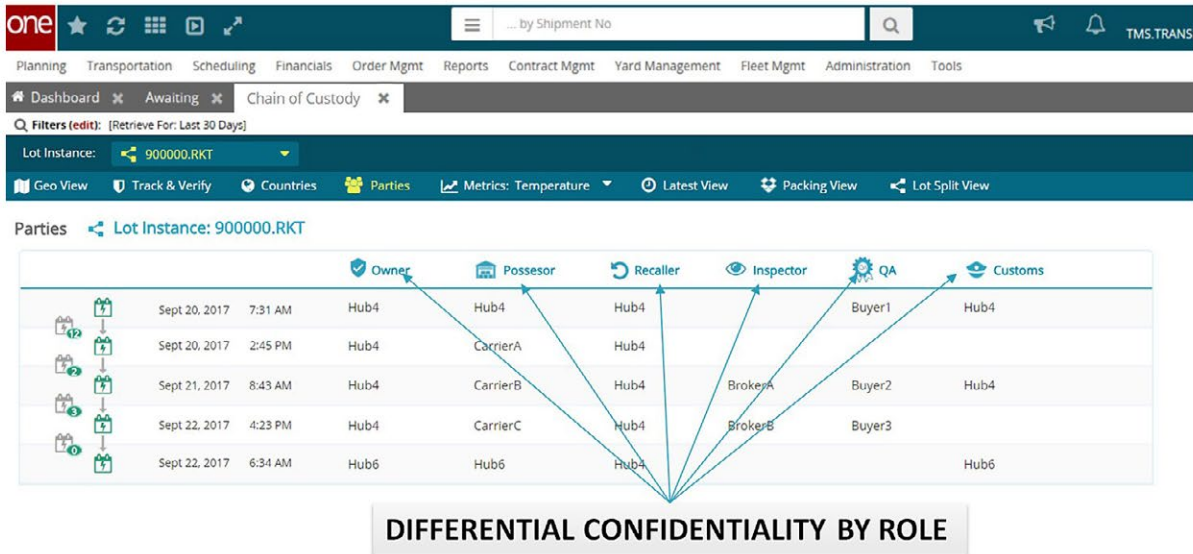 one ... by Shipment No TMS.TRANS
Planning Transportation Scheduling Financials Order Mgmt Reports Contract Mgmt Yard Management Fleet Mgmt Administration Tools
Dashboard Awaiting Chain of Custody
Filters (edit): [Retrieve For: Last 30 Days]
Lot Instance: 900000.RKT
Geo View Track & Verify Countries Parties Metrics: Temperature Latest View Packing View Lot Split View
Parties Lot Instance: 900000.RKT
Owner Possesor Recaller Inspector QA Customs
Sept 20, 2017 7:31 AM Hub4 Hub4 Hub4 Buyer1 Hub4
12
Sept 20, 2017 2:45 PM Hub4 CarrierA Hub4
2
Sept 21, 2017 8:43 AM Hub4 CarrierB Hub4 BrokerA Buyer2 Hub4
3
Sept 22, 2017 4:23 PM Hub4 CarrierC Hub4 BrokerB Buyer3
0
Sept 22, 2017 6:34 AM Hub6 Hub6 Hub4 Hub6
DIFFERENTIAL CONFIDENTIALITY BY ROLE